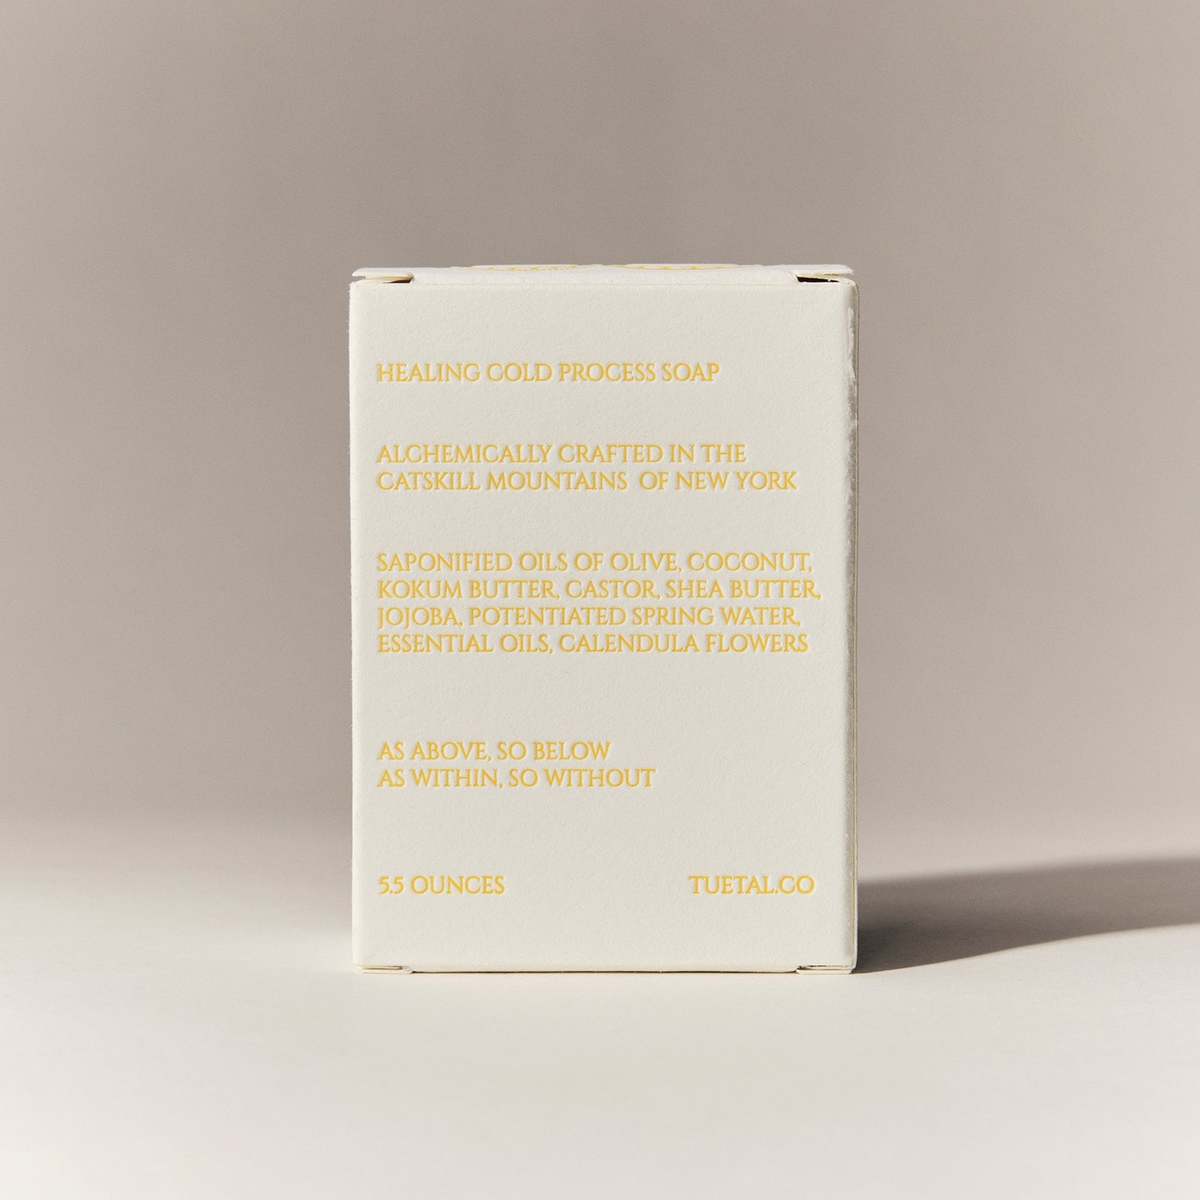 HEALING COLD PROCESS SOAP
ALCHEMICALLY CRAFTED IN THE
CATSKILL MOUNTAINS OF NEW YORK
SAPONIFIED OILS OF OLIVE, COCONUT,
KOKUM BUTTER, CASTOR, SHEA BUTTER,
JOJOBA, POTENTIATED SPRING WATER,
ESSENTIAL OILS, CALENDULA FLOWERS
AS ABOVE, SO BELOW
AS WITHIN, SO WITHOUT
5.5 OUNCES
TUETAL.CO